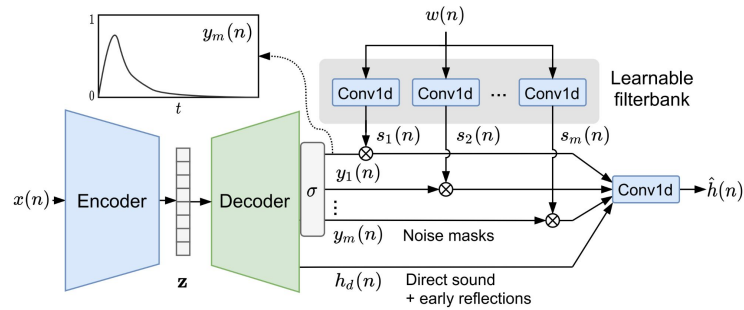 1
y_m(n)
0
t
w(n)
Conv1d
Conv1d
...
Conv1d
Learnable
filterbank
s_1(n)
s_2(n)
s_m(n)
x(n)
Encoder
z
Decoder
σ
y_1(n)
⋮
y_m(n)
Noise masks
Conv1d
ĥ(n)
h_d(n)
Direct sound
+ early reflections